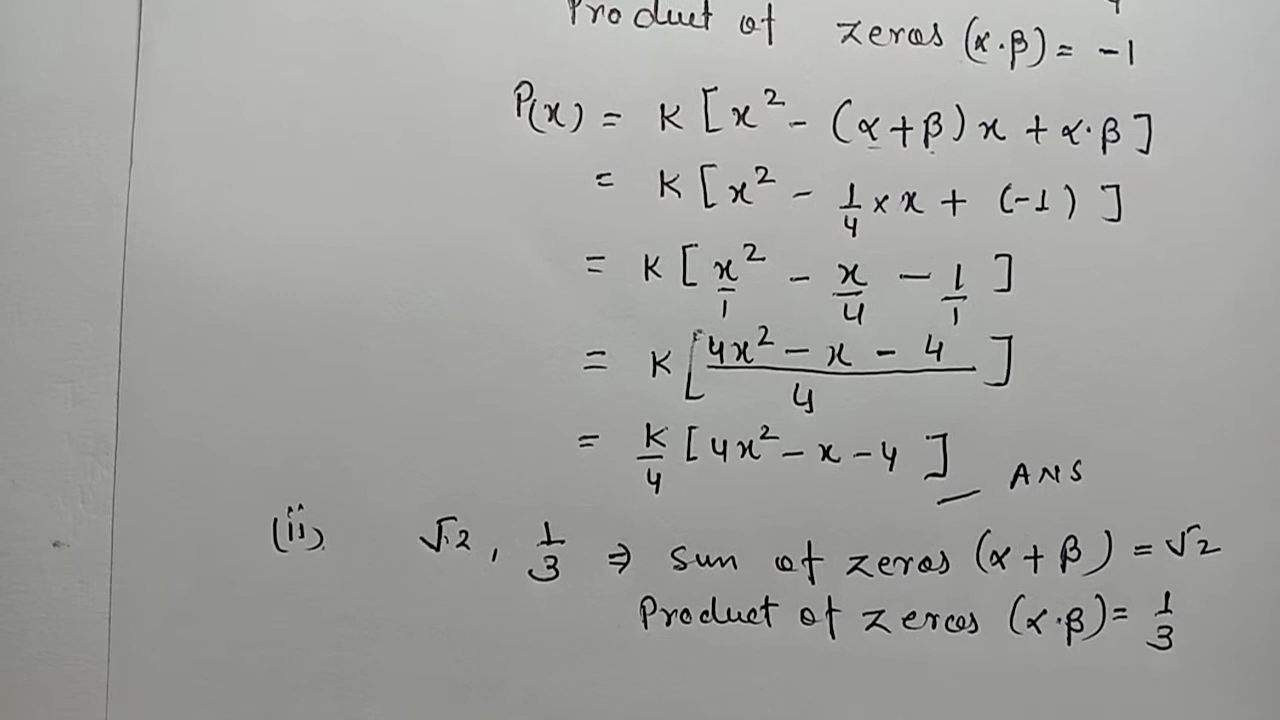 Product of zeros (α.β) = -1
P(x) = K [x² - (α+β)x + α.β]
= K [x² - 1/4 × x + (-1)]
= K [x²/1 - x/4 - 1/1]
= K [4x² - x - 4 / 4]
= K/4 [4x² - x - 4] ANS
(ii) √2, 1/3 ⇒ Sun of zeros (α + β) = √2
Product of zeros (α.β) = 1/3